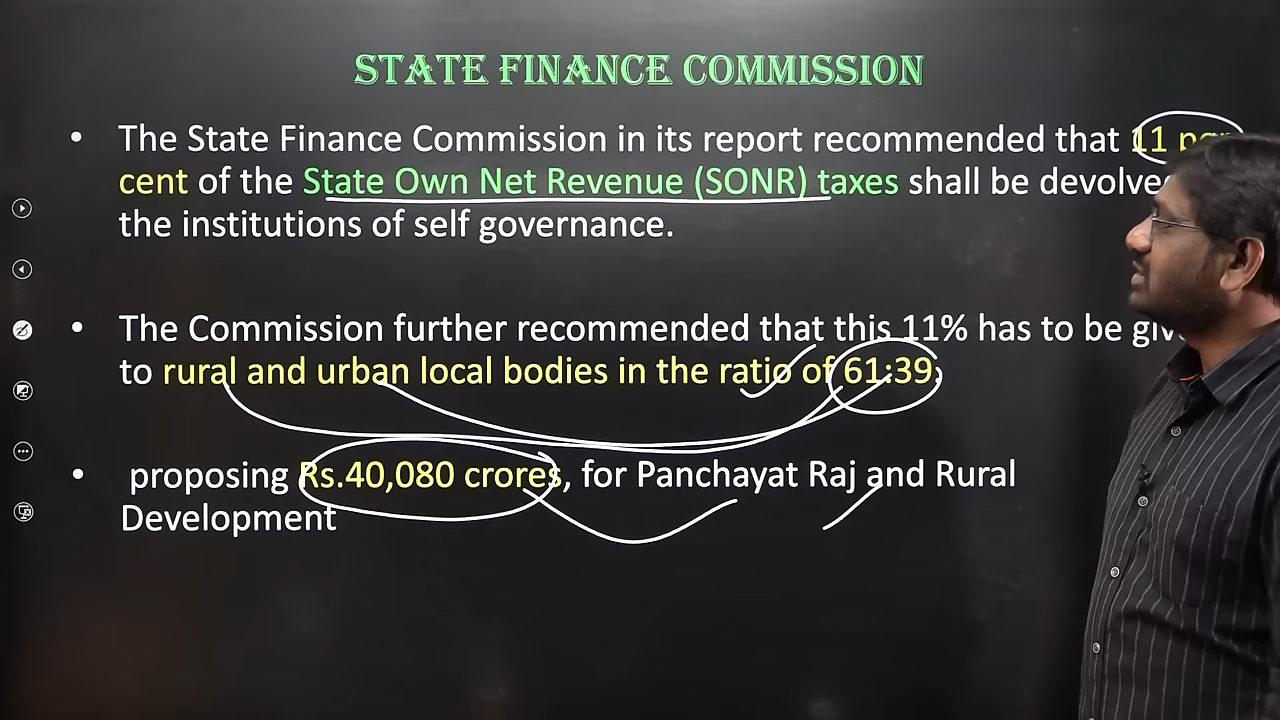 STATE FINANCE COMMISSION
• The State Finance Commission in its report recommended that 11 per
cent of the State Own Net Revenue (SONR) taxes shall be
the institutions of self governance.
• The Commission further recommended that this 11% has to be
to rural and urban local bodies in the ratio of 61:39.
• proposing Rs.40,080 crores, for Panchayat Raj and Rural
Development